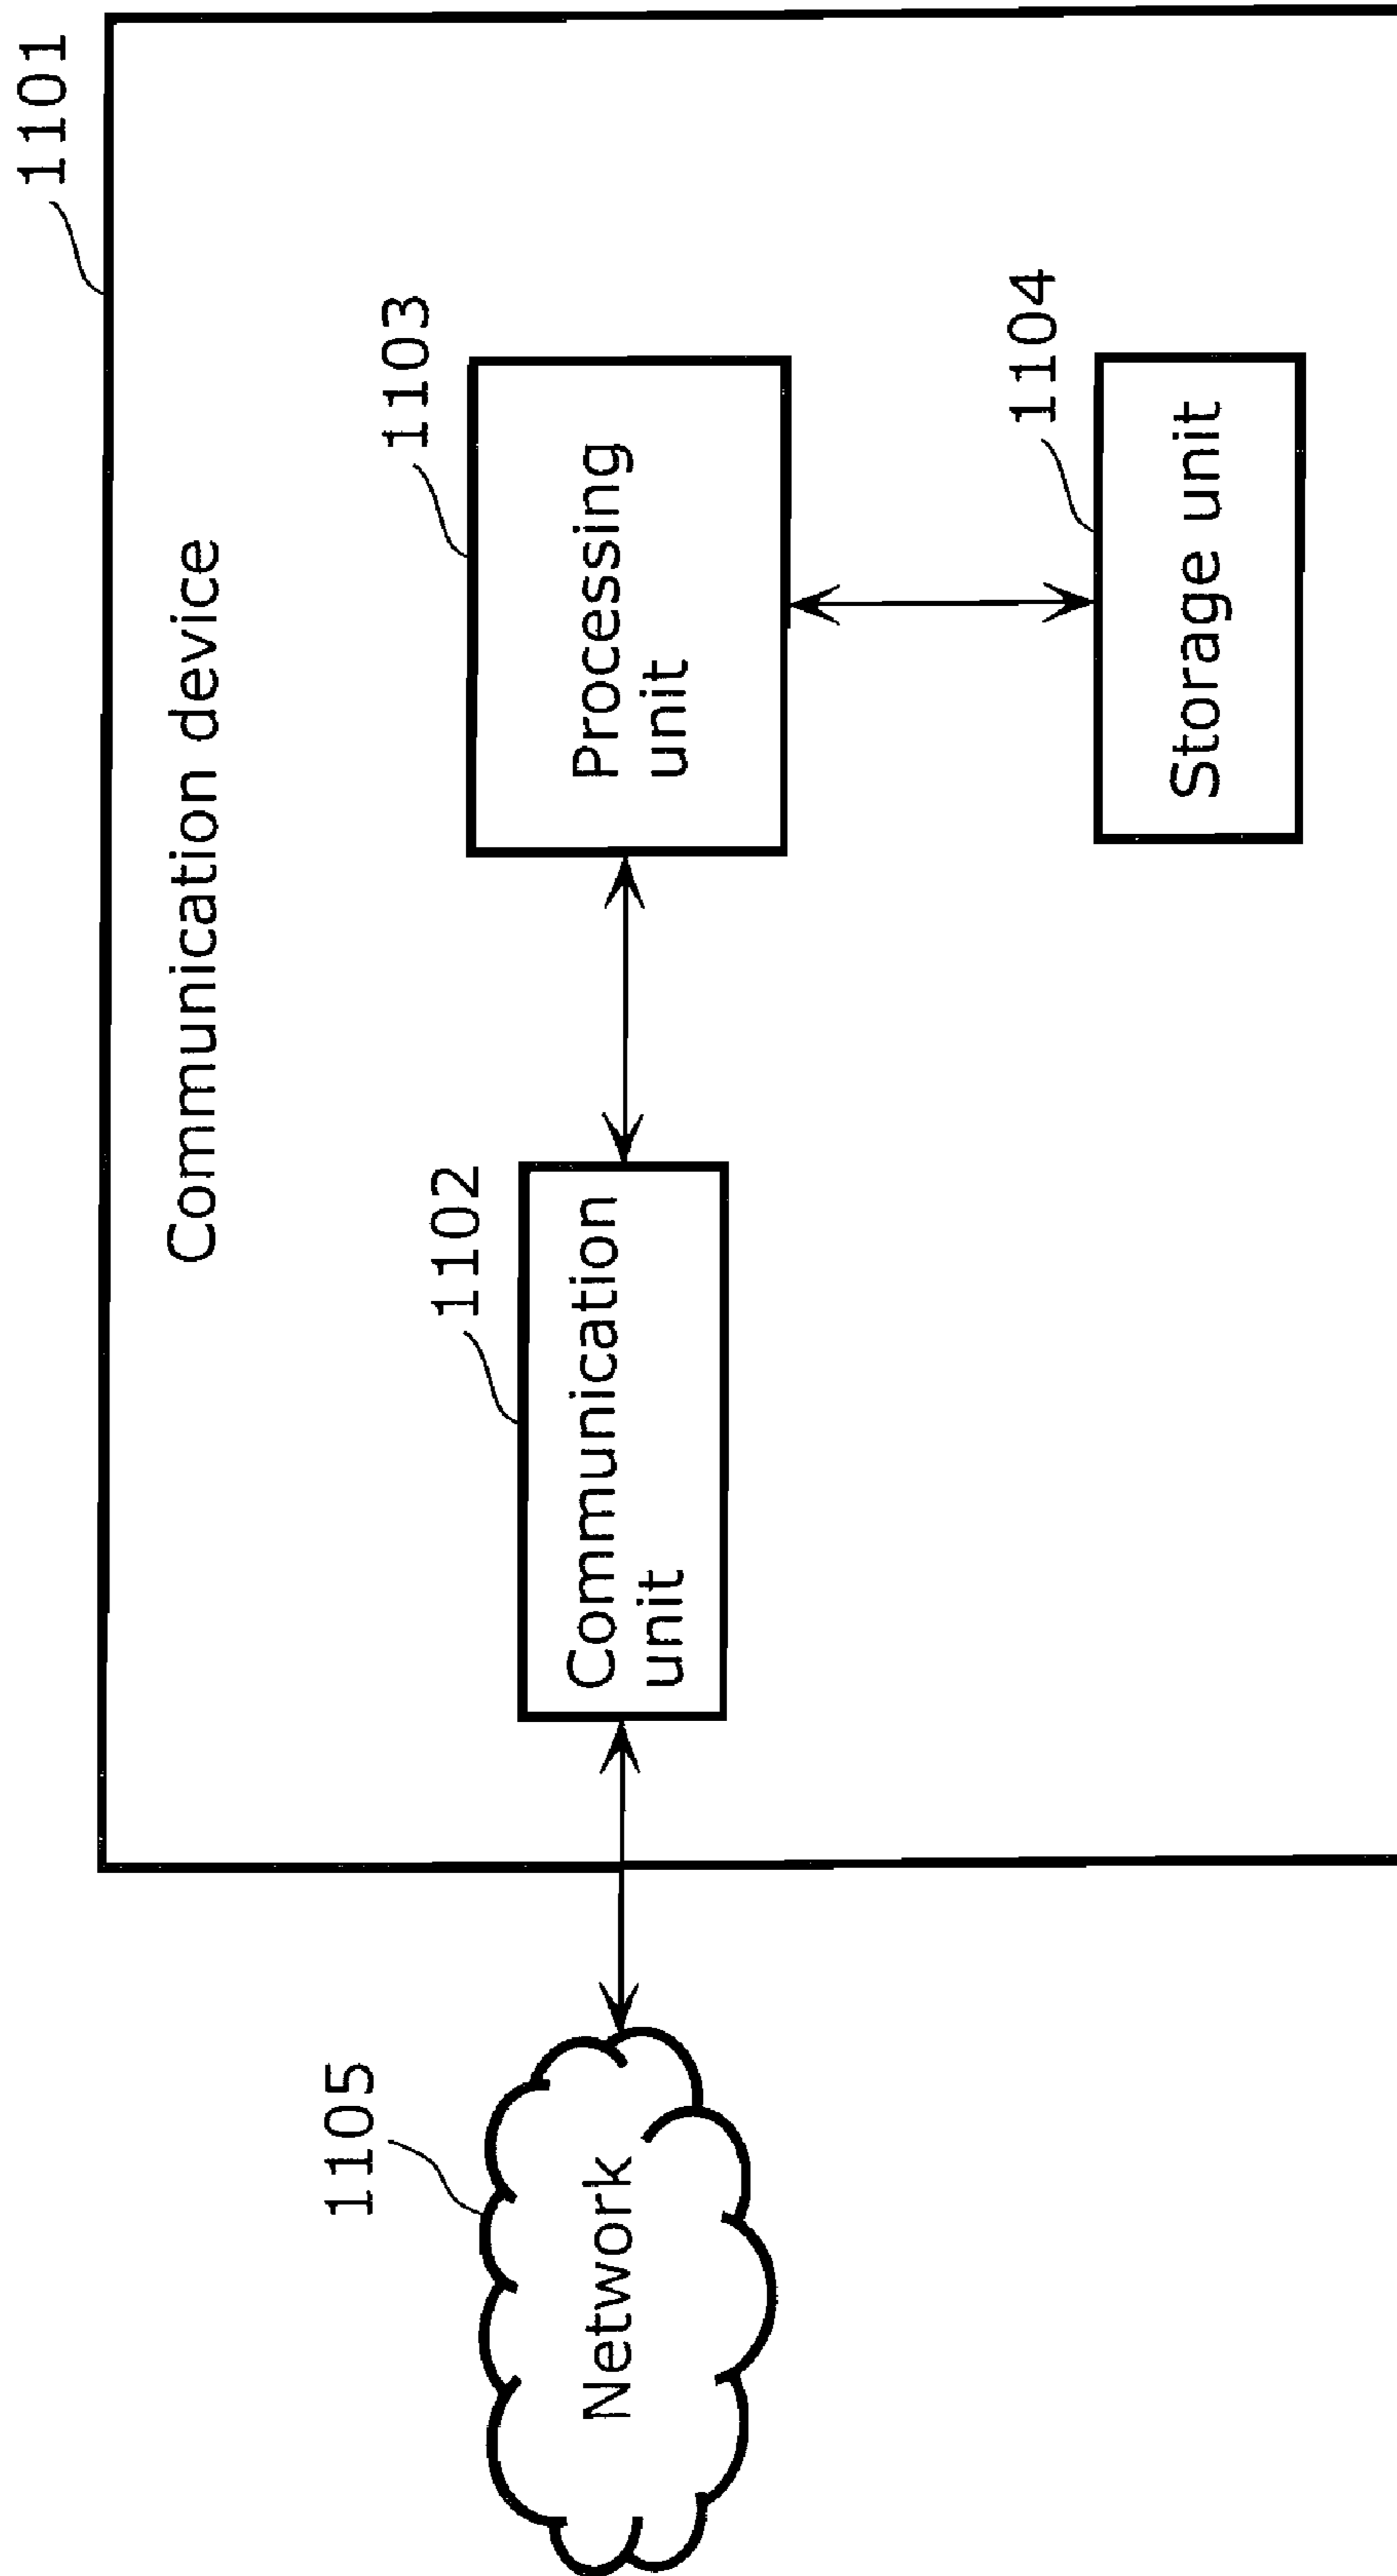 1101
Communication device
1105
1102
1103
Network
Communication
unit
Processing
unit
1104
Storage unit